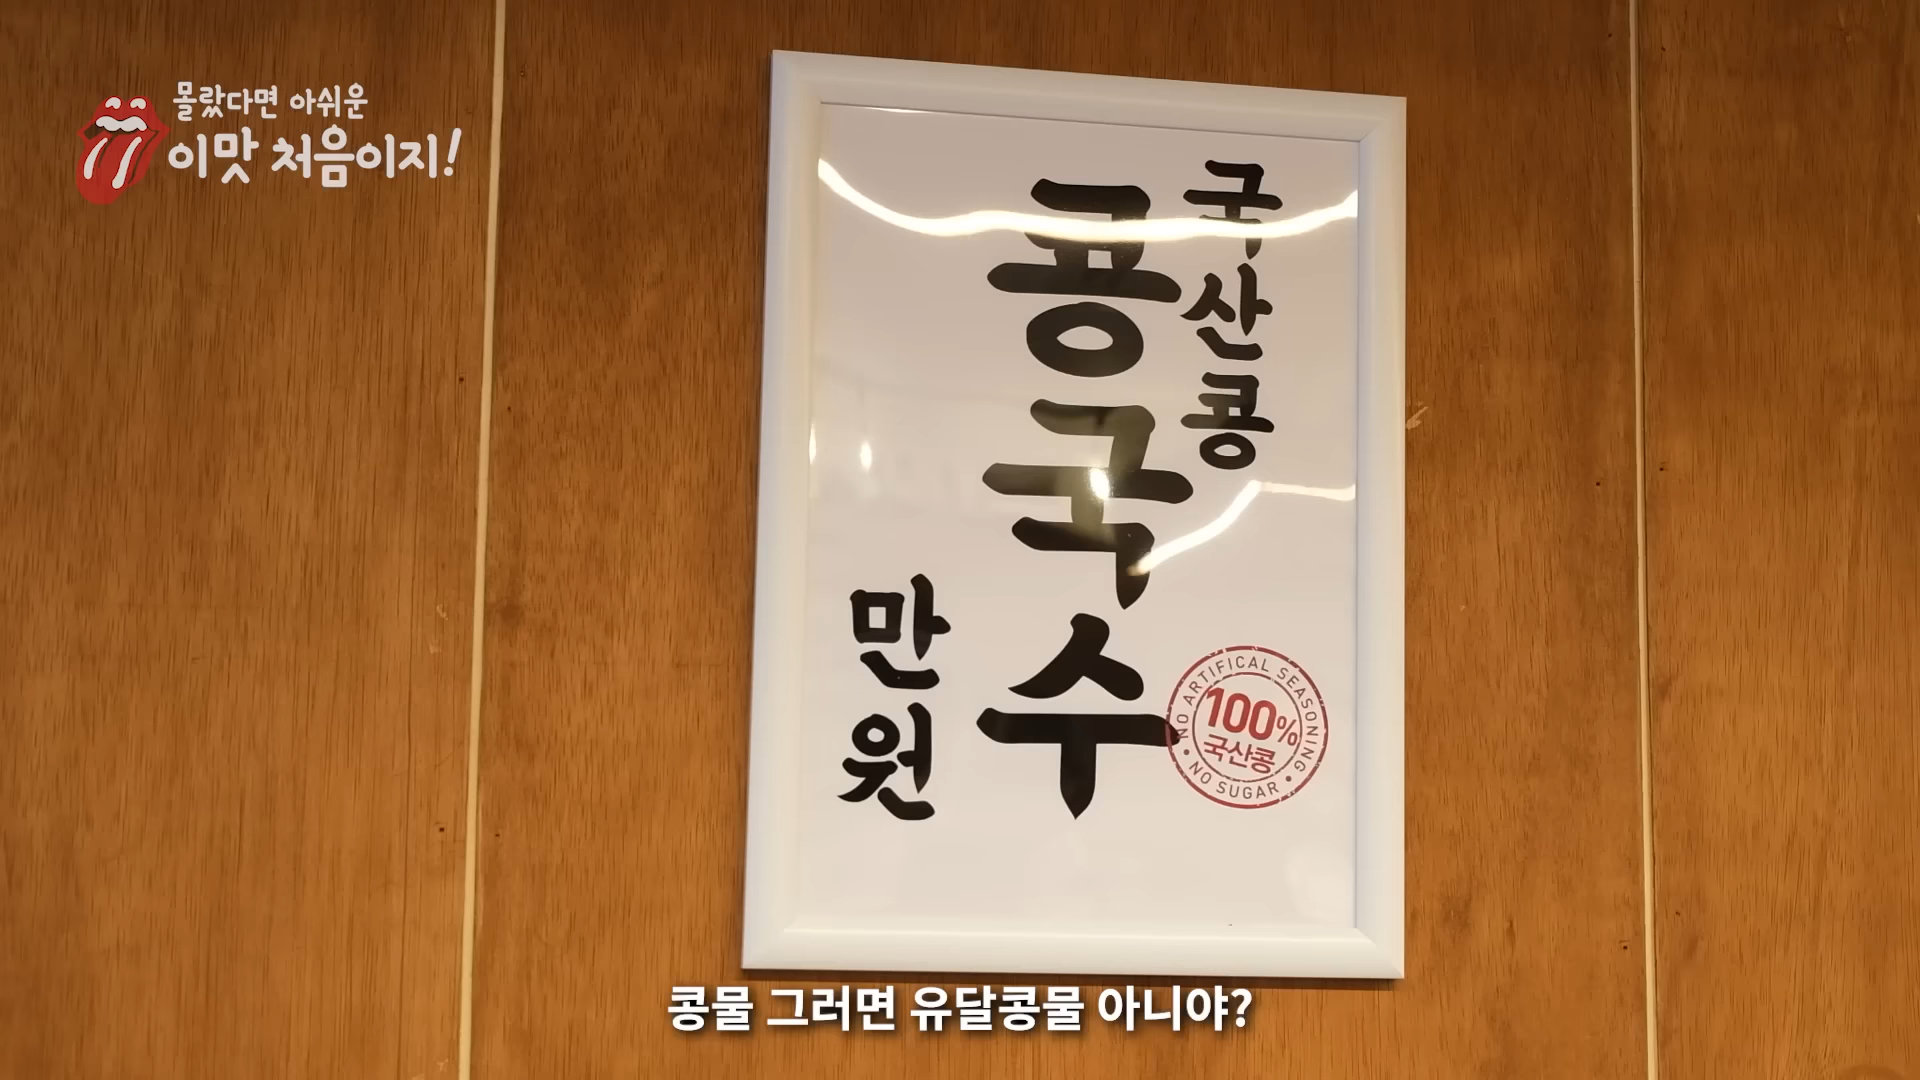 몰랐다면 아쉬운
이맛 처음이지!
국산콩
콩국수
만원
NO ARTIFICAL SEASONING
100%
국산콩
NO SUGAR
콩물 그러면 유달콩물 아니야?